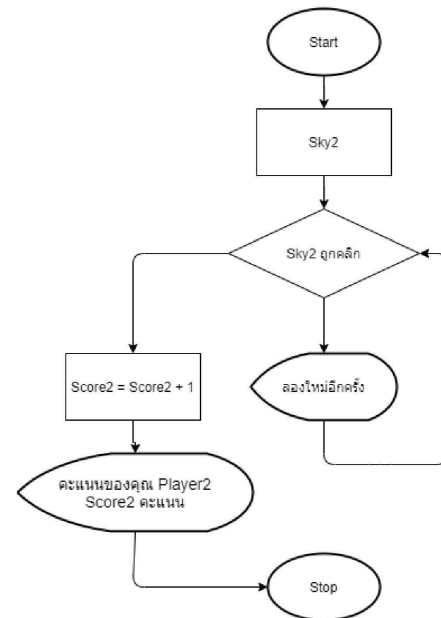 Start
Sky2
Sky2 ถูกคลิก
Score2 = Score2 + 1
ลองใหม่อีกครั้ง
คะแนนของคุณ Player2
Score2 คะแนน
Stop